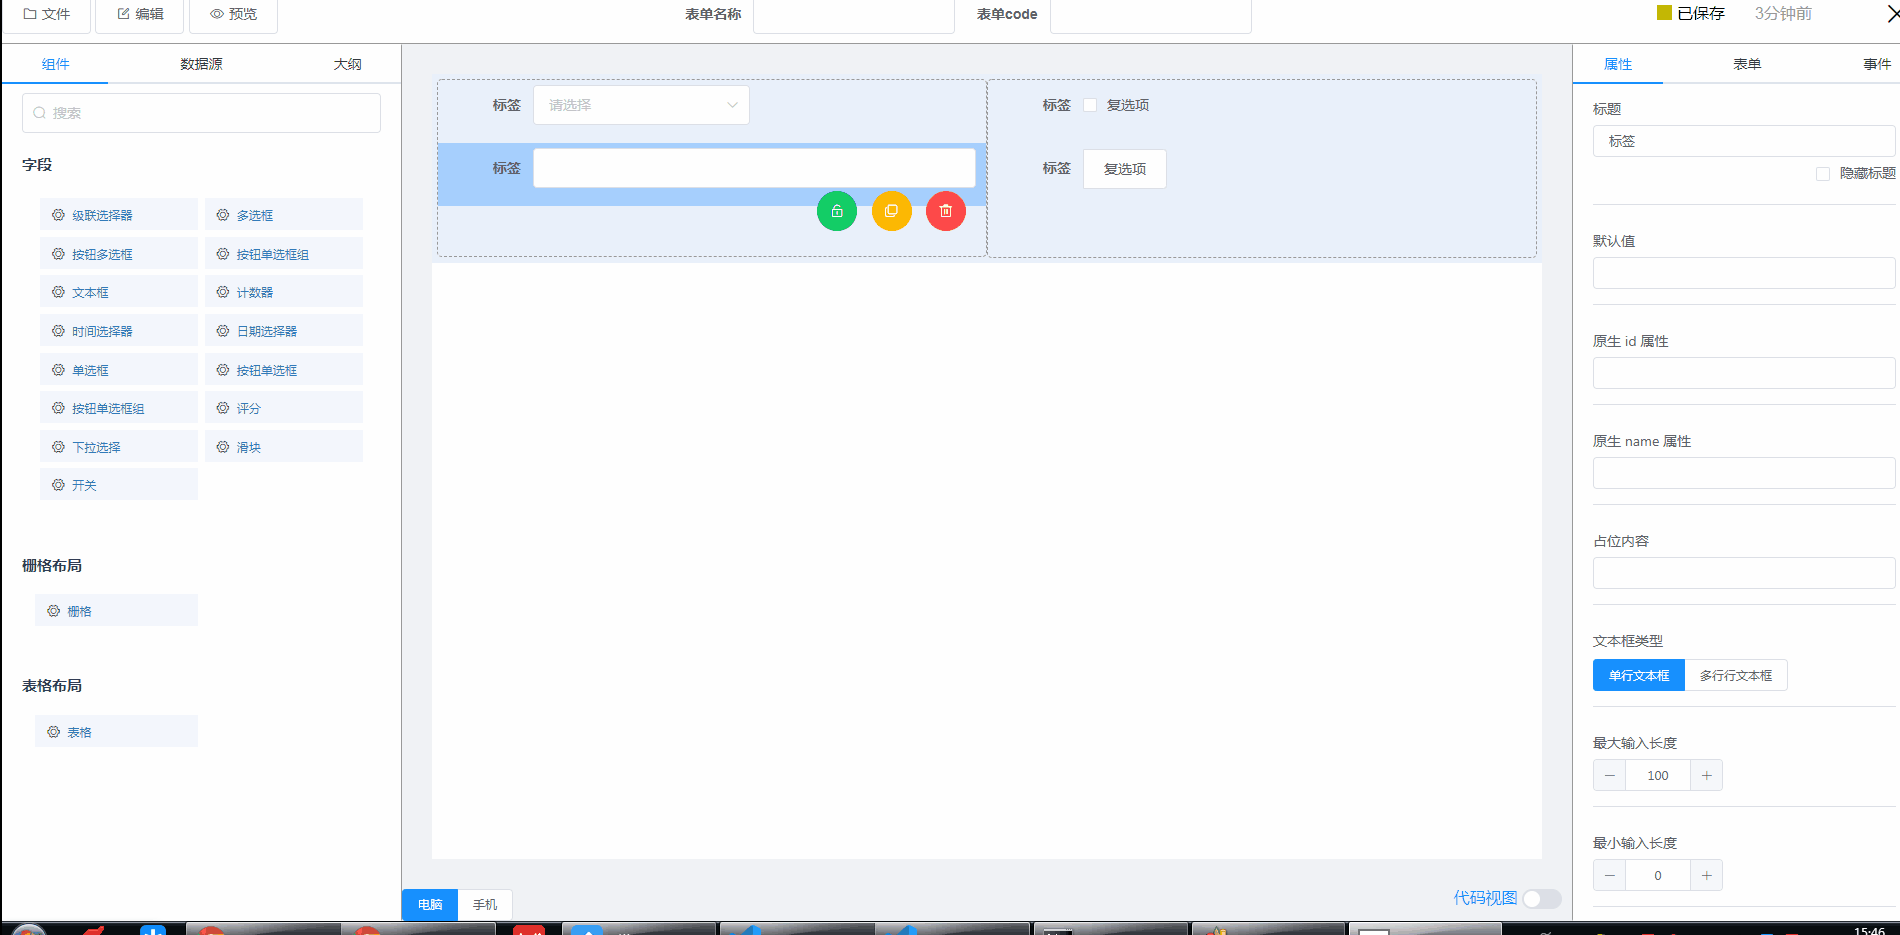 文件 编辑 预览 表单名称 表单code 已保存 3分钟前
组件 数据源 大纲
搜索
字段
级联选择器 多选框
按钮多选框 按钮单选框组
文本框 计数器
时间选择器 日期选择器
单选框 按钮单选框
按钮单选框组 评分
下拉选择 滑块
开关
栅格布局
栅格
表格布局
表格
标签 请选择 标签 复选项
标签 标签 复选项
电脑 手机 代码视图
属性 表单 事件
标题
标签
隐藏标题
默认值
原生 id 属性
原生 name 属性
占位内容
文本框类型
单行文本框 多行行文本框
最大输入长度
100
最小输入长度
0
15:46